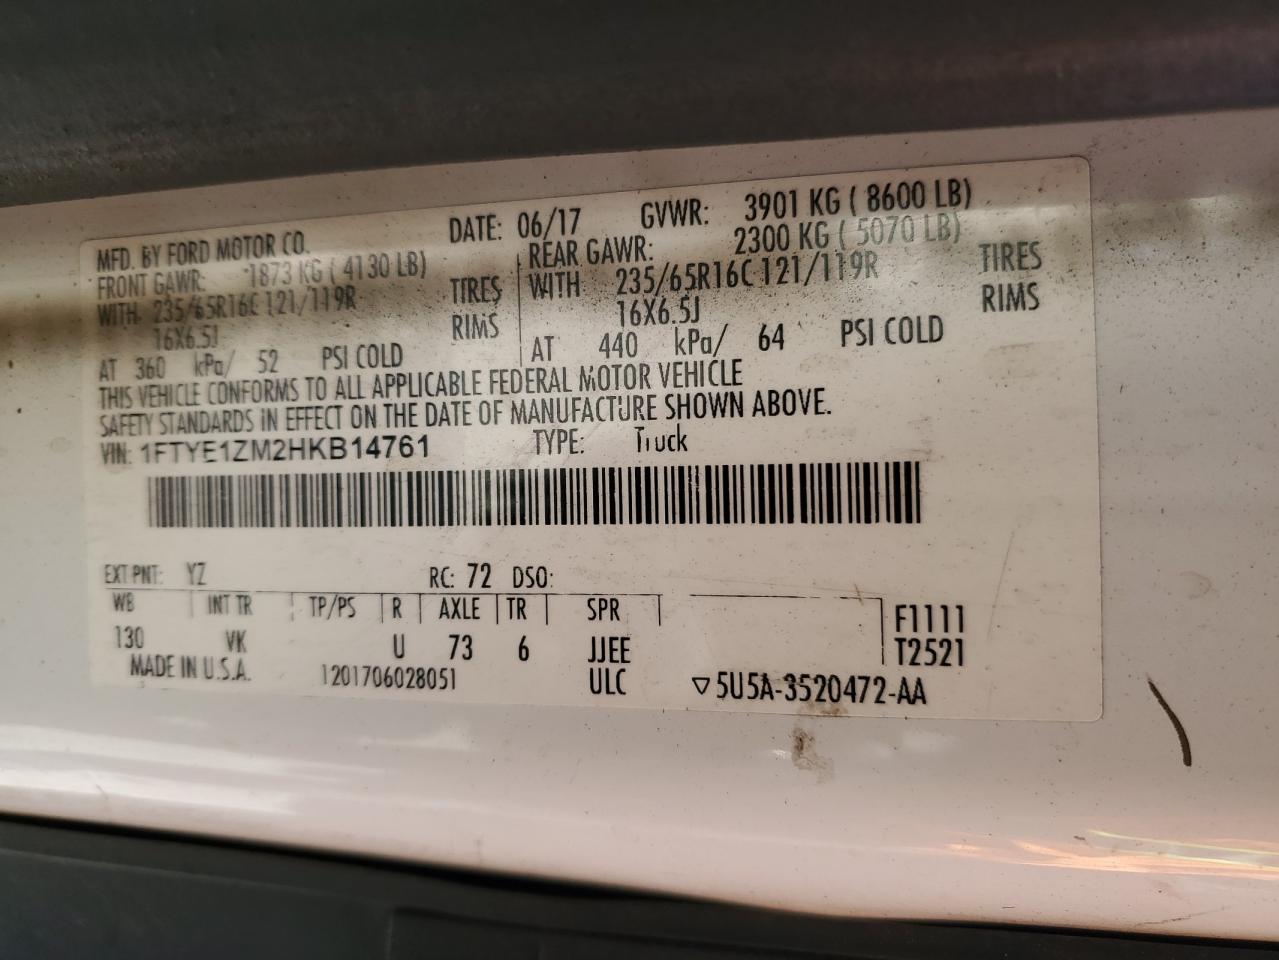 MFD. BY FORD MOTOR CO. DATE: 06/17 GVWR: 3901 KG ( 8600 LB)
FRONT GAWR: 1873 KG ( 4130 LB) REAR GAWR: 2300 KG ( 5070 LB)
WITH 235/65R16C 121/119R TIRES WITH 235/65R16C 121/119R TIRES
16X6.5J RIMS 16X6.5J RIMS
AT 360 kPa/ 52 PSI COLD AT 440 kPa/ 64 PSI COLD
THIS VEHICLE CONFORMS TO ALL APPLICABLE FEDERAL MOTOR VEHICLE
SAFETY STANDARDS IN EFFECT ON THE DATE OF MANUFACTURE SHOWN ABOVE.
VIN: 1FTYE1ZM2HKB14761 TYPE: Truck
EXT PNT: YZ RC: 72 DSO:
WB INT TR TP/PS R AXLE TR SPR F1111
130 VK U 73 6 JJEE T2521
MADE IN U.S.A. 1201706028051 ULC ▽5U5A-3520472-AA